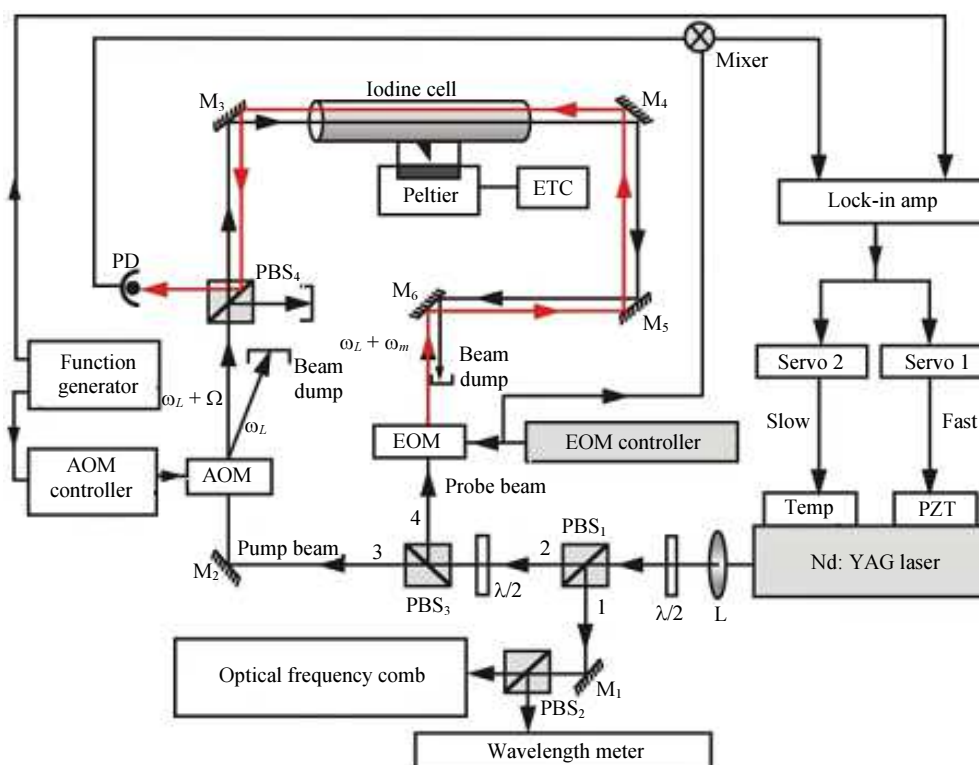 Mixer
Iodine cell
M3
M4
Peltier
ETC
Lock-in amp
PD
PBS4
M6
M5
Function
generator
Beam
dump
ωL + Ω
ωL
ωL + ωm
Beam
dump
Servo 2
Servo 1
Slow
Fast
EOM
EOM controller
AOM
controller
AOM
Probe beam
Temp
PZT
4
PBS1
Pump beam
3
2
Nd: YAG laser
M2
PBS3
λ/2
1
λ/2
L
Optical frequency comb
M1
PBS2
Wavelength meter